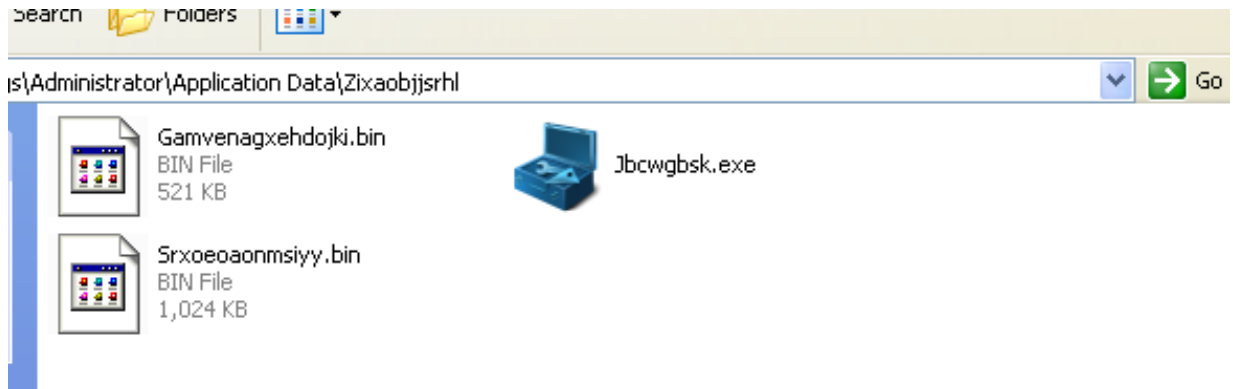 Search Folders
gs\Administrator\Application Data\Zixaobjjsrhl Go
Gamvenagxehdojki.bin
BIN File
521 KB
Jbcwgbsk.exe
Srxoeoaonmsiyy.bin
BIN File
1,024 KB